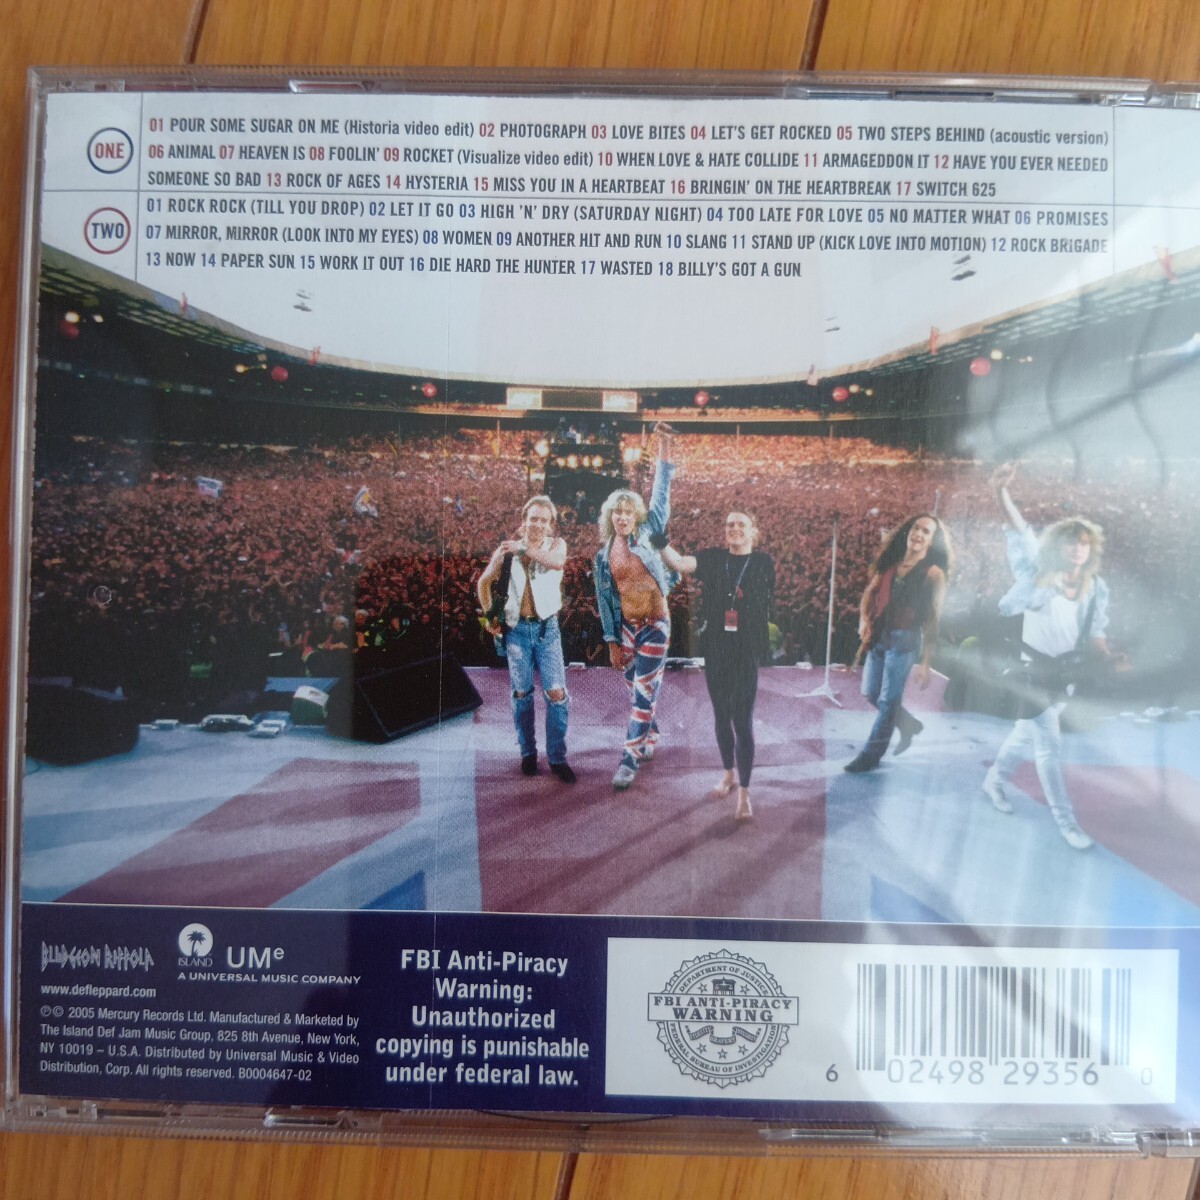 ONE
01 POUR SOME SUGAR ON ME (Historia video edit) 02 PHOTOGRAPH 03 LOVE BITES 04 LET'S GET ROCKED 05 TWO STEPS BEHIND (acoustic version)
06 ANIMAL 07 HEAVEN IS 08 FOOLIN' 09 ROCKET (Visualize video edit) 10 WHEN LOVE & HATE COLLIDE 11 ARMAGEDDON IT 12 HAVE YOU EVER NEEDED
SOMEONE SO BAD 13 ROCK OF AGES 14 HYSTERIA 15 MISS YOU IN A HEARTBEAT 16 BRINGIN' ON THE HEARTBREAK 17 SWITCH 625
TWO
01 ROCK ROCK (TILL YOU DROP) 02 LET IT GO 03 HIGH 'N' DRY (SATURDAY NIGHT) 04 TOO LATE FOR LOVE 05 NO MATTER WHAT 06 PROMISES
07 MIRROR, MIRROR (LOOK INTO MY EYES) 08 WOMEN 09 ANOTHER HIT AND RUN 10 SLANG 11 STAND UP (KICK LOVE INTO MOTION) 12 ROCK BRIGADE
13 NOW 14 PAPER SUN 15 WORK IT OUT 16 DIE HARD THE HUNTER 17 WASTED 18 BILLY'S GOT A GUN
BLUDGEON RIFFOLA
ISLAND
UMe
A UNIVERSAL MUSIC COMPANY
www.defleppard.com
℗© 2005 Mercury Records Ltd. Manufactured & Marketed by
The Island Def Jam Music Group, 825 8th Avenue, New York,
NY 10019 – U.S.A. Distributed by Universal Music & Video
Distribution, Corp. All rights reserved. B0004647-02
FBI Anti-Piracy
Warning:
Unauthorized
copying is punishable
under federal law.
DEPARTMENT OF JUSTICE
FBI ANTI-PIRACY
WARNING
FEDERAL BUREAU OF INVESTIGATION
6 02498 29356 0